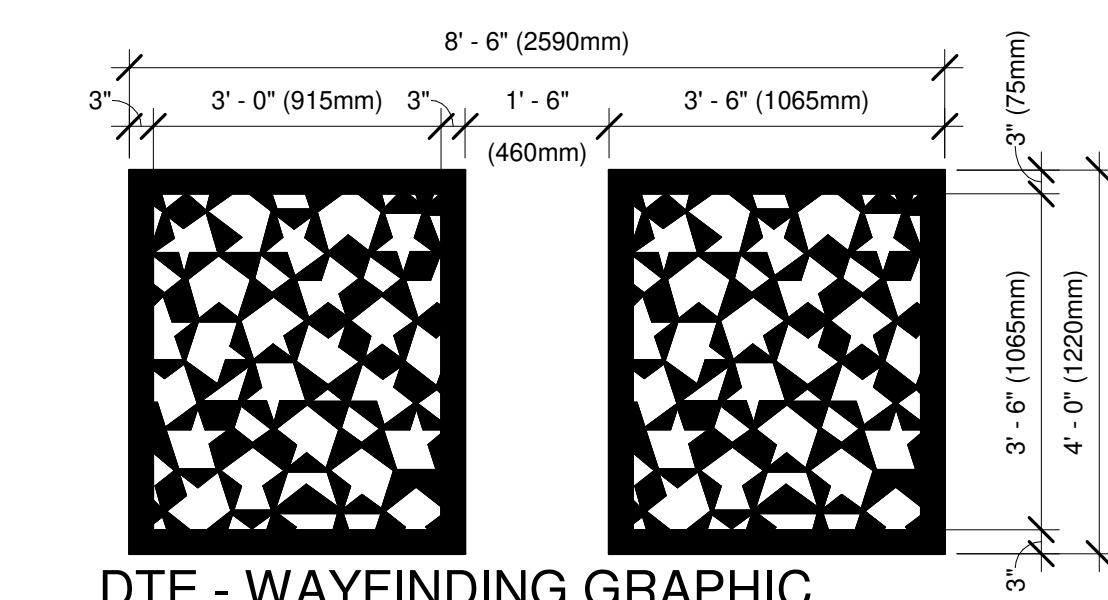 8' - 6" (2590mm)
3"
3' - 0" (915mm)
3"
1' - 6"
(460mm)
3' - 6" (1065mm)
3" (75mm)
3' - 6" (1065mm)
4' - 0" (1220mm)
3"
DTE - WAYFINDING GRAPHIC